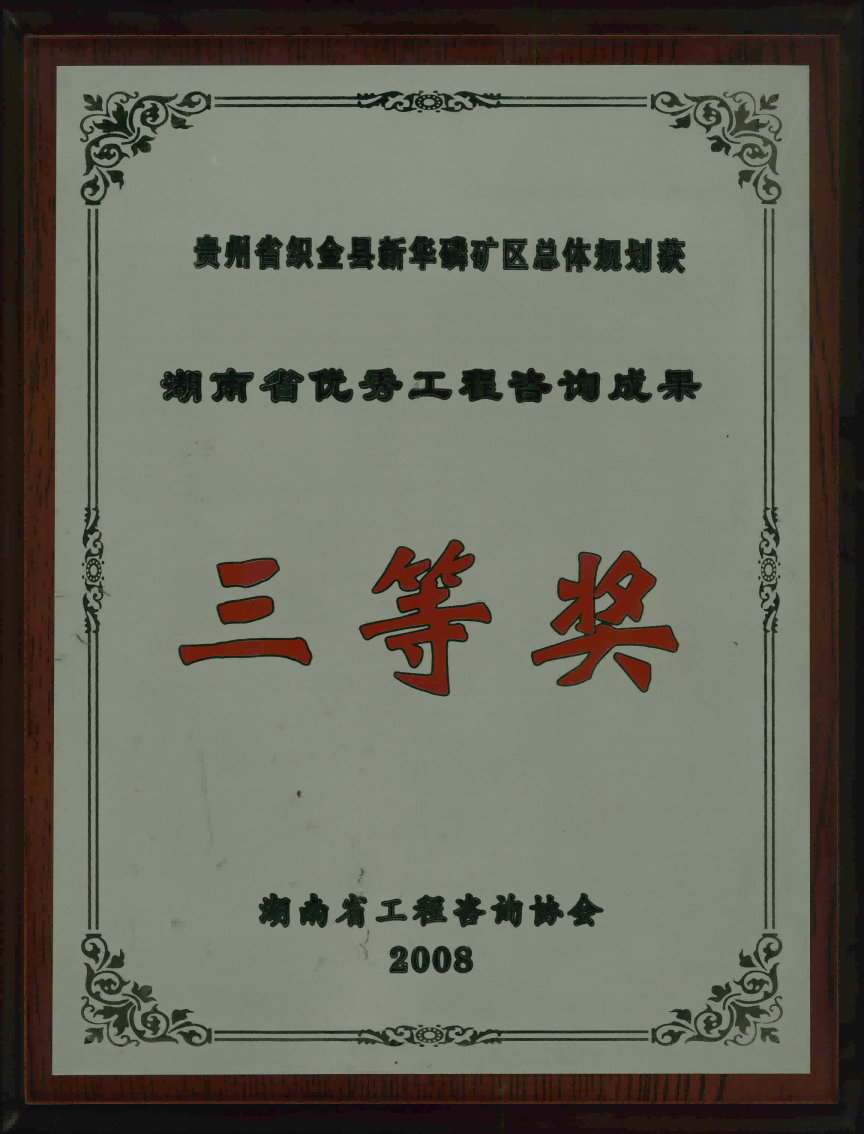 贵州省织金县新华磷矿区总体规划获
湖南省优秀工程咨询成果
三等奖
湖南省工程咨询协会
2008